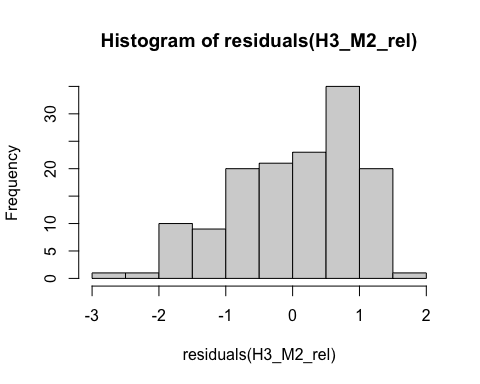 Histogram of residuals(H3_M2_rel)
Frequency
30
20
10
5
0
-3 -2 -1 0 1 2
residuals(H3_M2_rel)